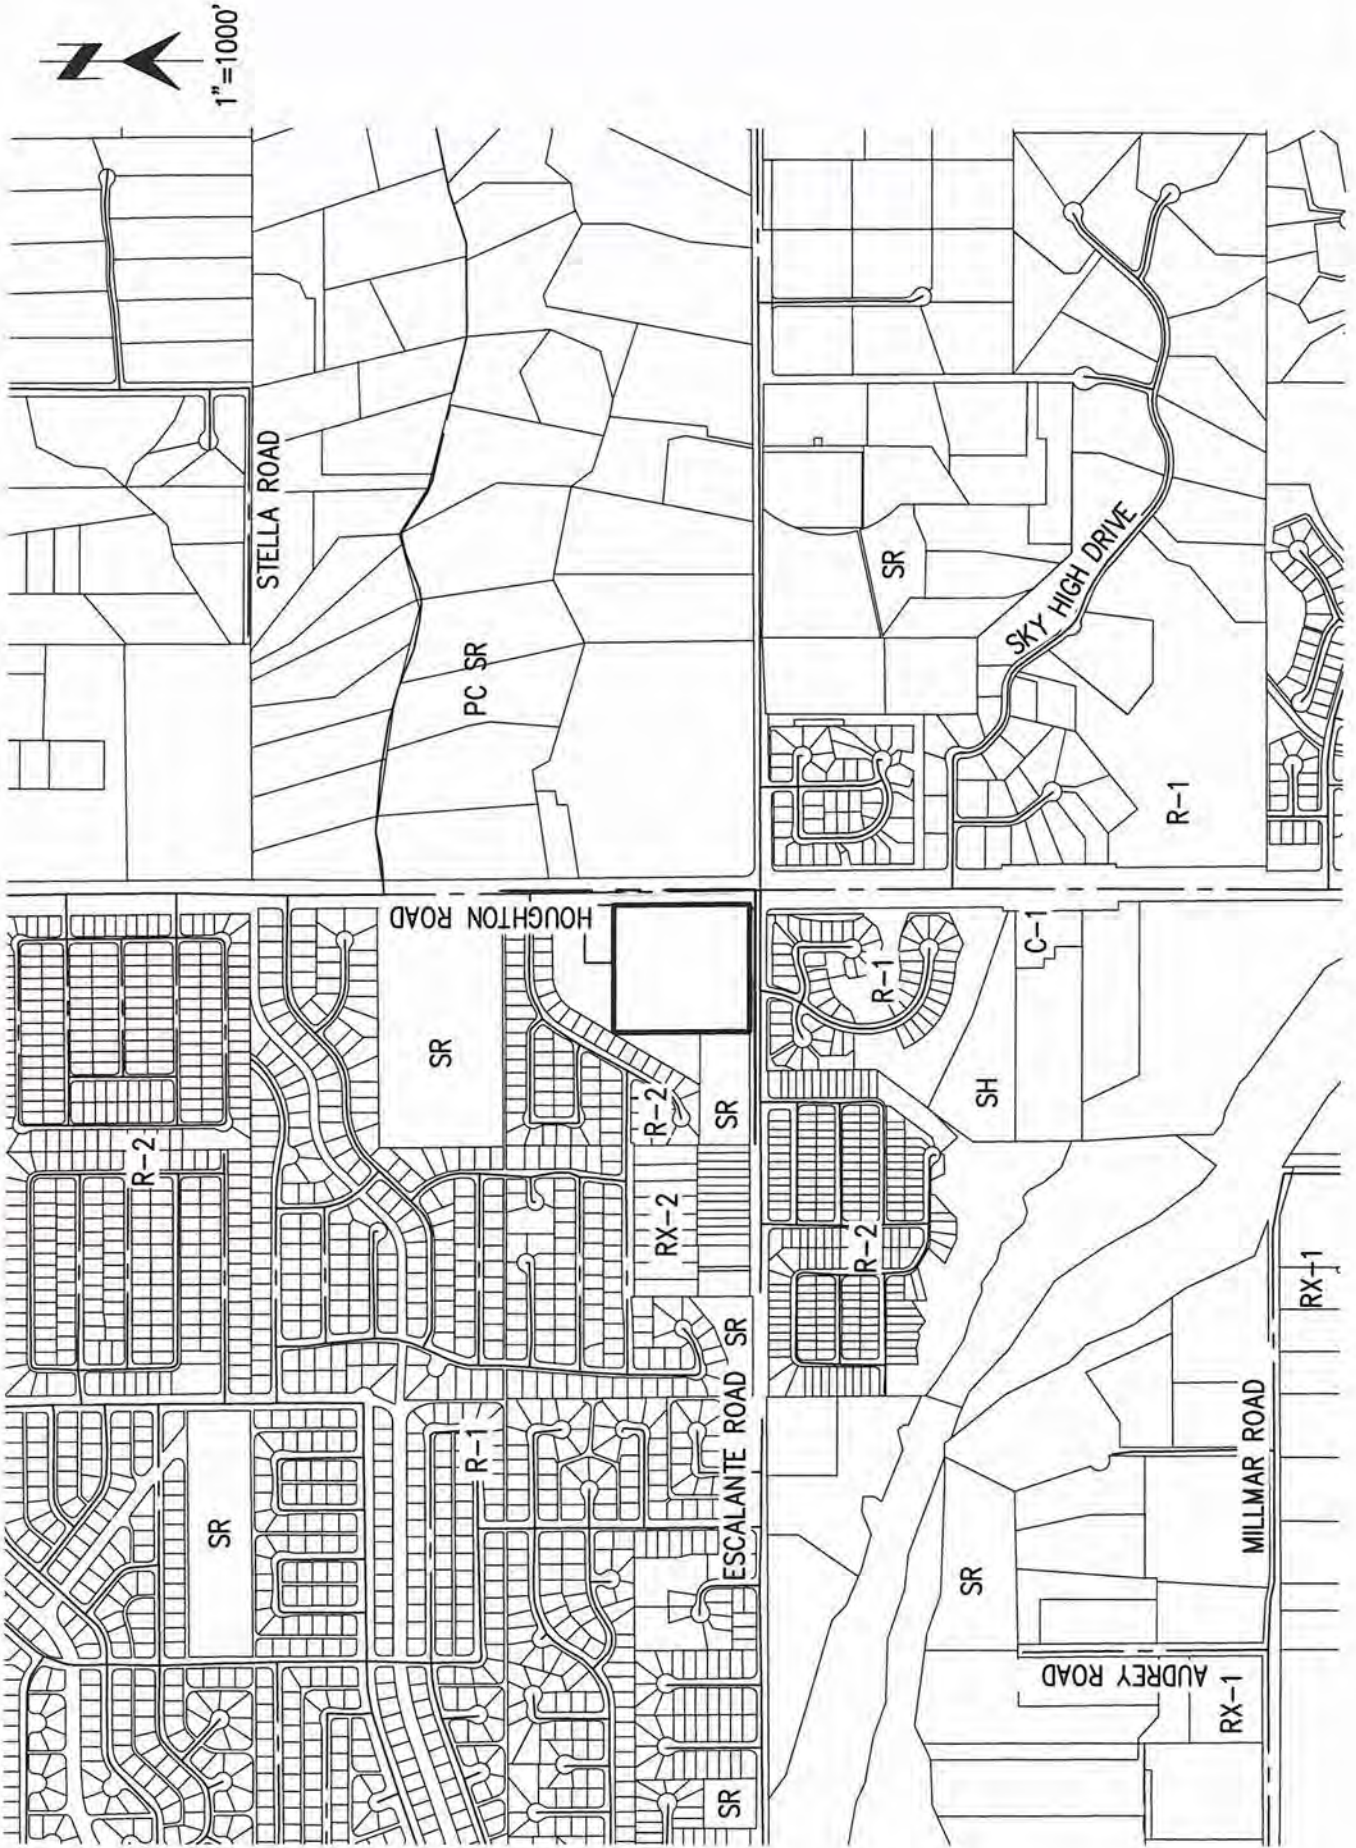 N
1"=1000'
R-2
SR
STELLA ROAD
SR
HOUGHTON ROAD
R-1
PC SR
R-2
RX-2
SR
SR
ESCALANTE ROAD
SR
R-2
R-1
SR
SR
SH
C-1
SKY HIGH DRIVE
AUDREY ROAD
R-1
RX-1
MILLMAR ROAD
RX-1